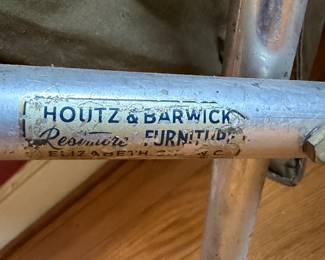 HOUTZ & BARWICK
Restmore FURNITURE
ELIZABETH C